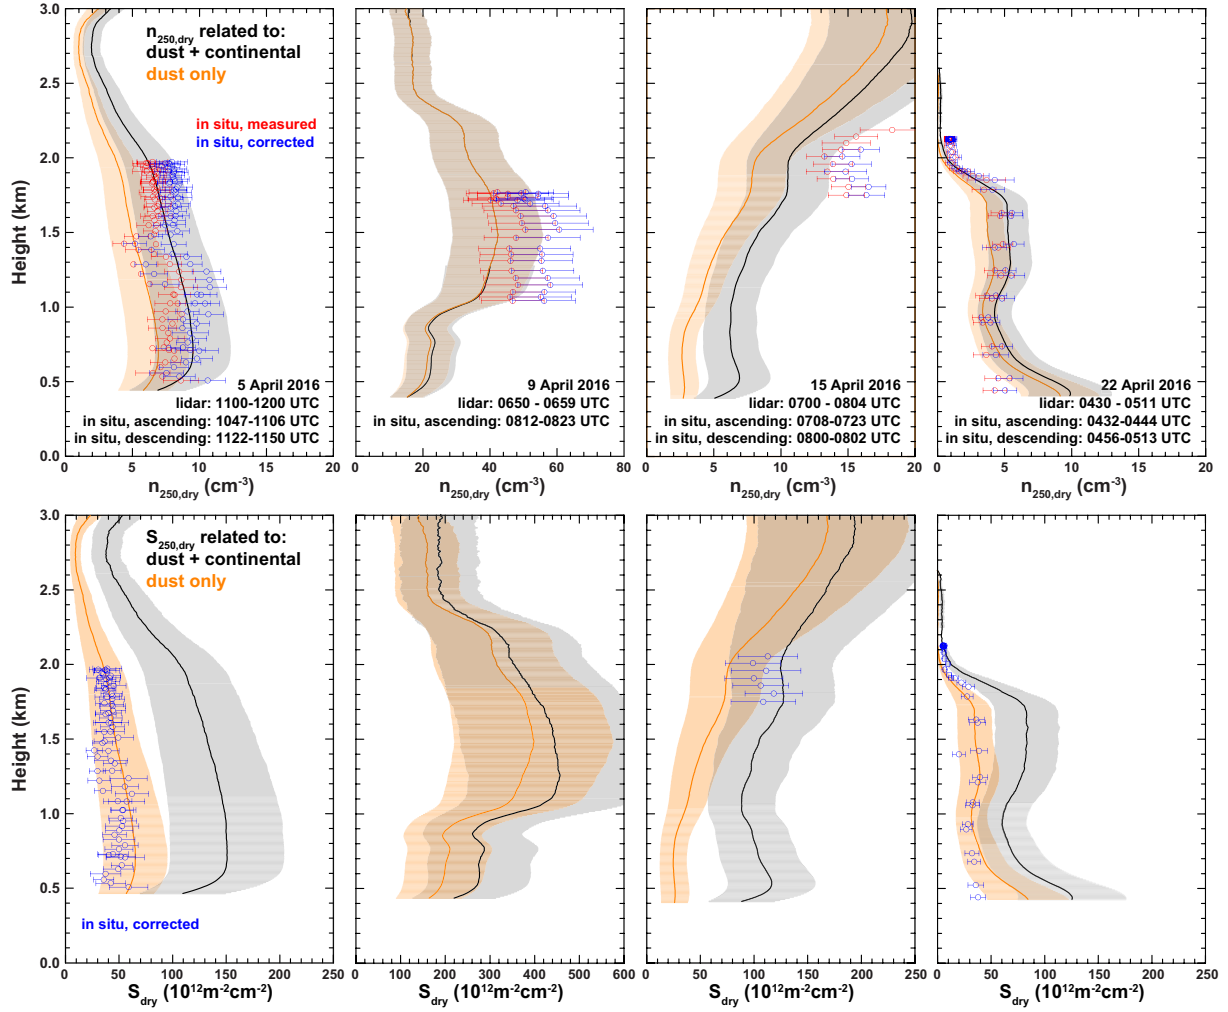 3.0
2.5
2.0
1.5
1.0
0.5
0.0
Height (km)
n250,dry related to:
dust + continental
dust only
in situ, measured
in situ, corrected
5 April 2016
lidar: 1100-1200 UTC
in situ, ascending: 1047-1106 UTC
in situ, descending: 1122-1150 UTC
0 5 10 15 20
n250,dry (cm-3)
9 April 2016
lidar: 0650 - 0659 UTC
in situ, ascending: 0812-0823 UTC
20 40 60 80
n250,dry (cm-3)
15 April 2016
lidar: 0700 - 0804 UTC
in situ, ascending: 0708-0723 UTC
in situ, descending: 0800-0802 UTC
0 5 10 15 20
n250,dry (cm-3)
22 April 2016
lidar: 0430 - 0511 UTC
in situ, ascending: 0432-0444 UTC
in situ, descending: 0456-0513 UTC
0 5 10 15 20
n250,dry (cm-3)
3.0
2.5
2.0
1.5
1.0
0.5
0.0
Height (km)
S250,dry related to:
dust + continental
dust only
in situ, corrected
0 50 100 150 200 250
Sdry (1012m-2cm-2)
0 100 200 300 400 500 600
Sdry (1012m-2cm-2)
0 50 100 150 200 250
Sdry (1012m-2cm-2)
0 50 100 150 200 250
Sdry (1012m-2cm-2)